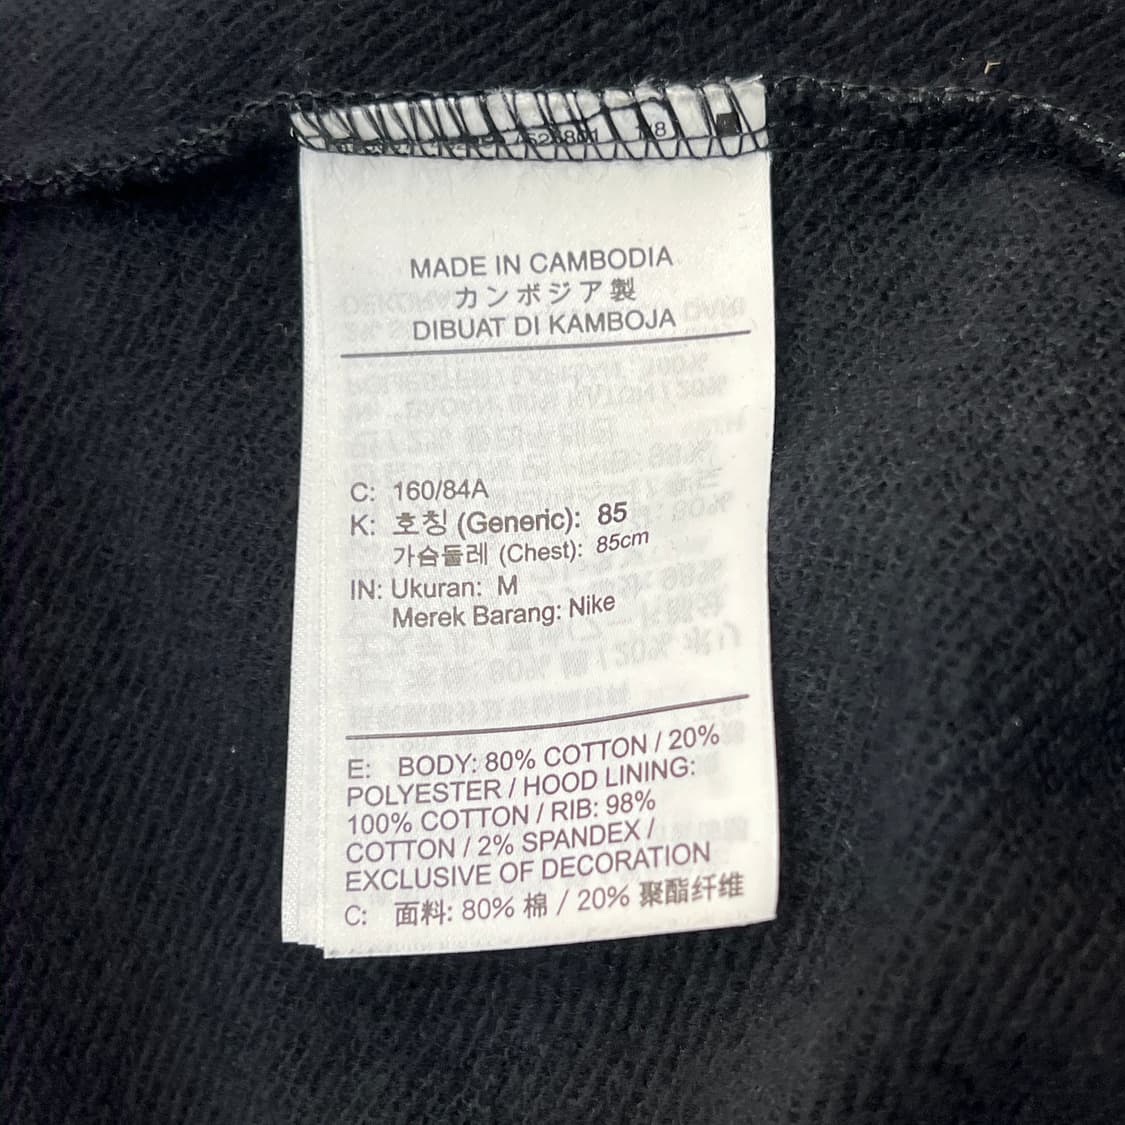 MADE IN CAMBODIA
カンボジア製
DIBUAT DI KAMBOJA
C: 160/84A
K: 호칭 (Generic): 85
가슴둘레 (Chest): 85cm
IN: Ukuran: M
Merek Barang: Nike
E: BODY: 80% COTTON / 20%
POLYESTER / HOOD LINING:
100% COTTON / RIB: 98%
COTTON / 2% SPANDEX /
EXCLUSIVE OF DECORATION
C: 面料: 80% 棉 / 20% 聚酯纤维